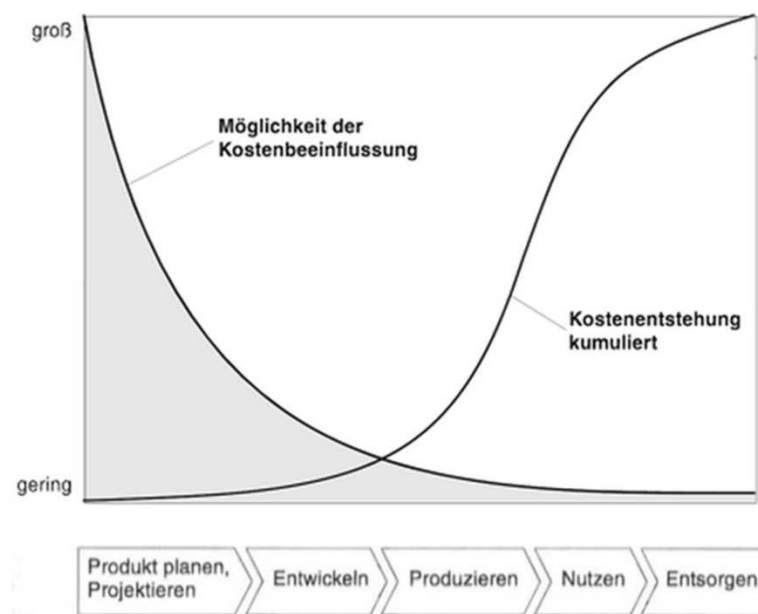 groß
Möglichkeit der
Kostenbeeinflussung
Kostenentstehung
kumuliert
gering
Produkt planen,
Projektieren
Entwickeln
Produzieren
Nutzen
Entsorgen